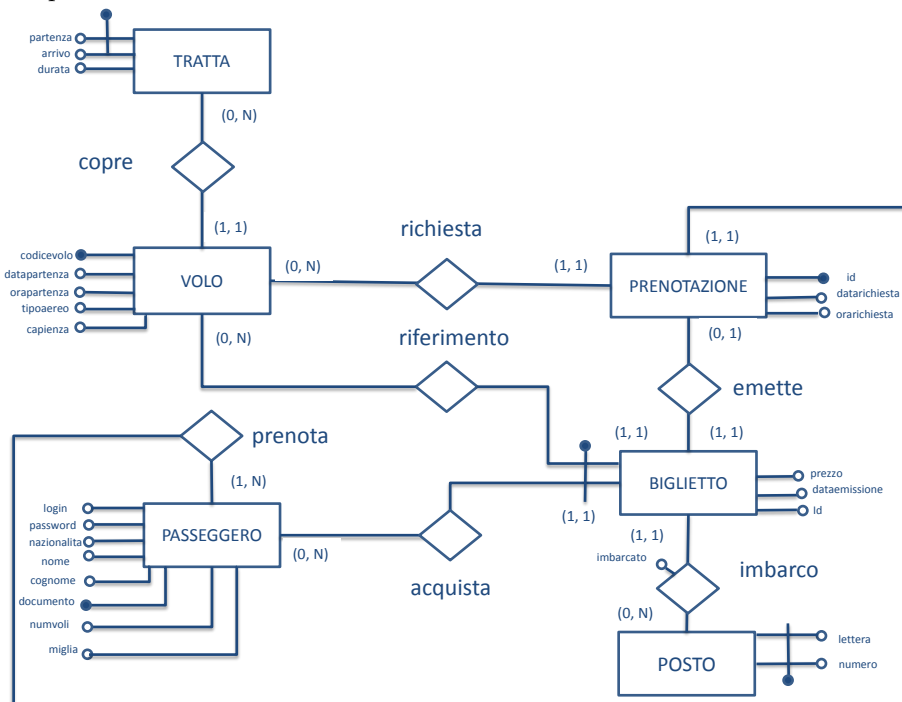 partenza
arrivo
durata
TRATTA
(0, N)
copre
(1, 1)
richiesta
(1, 1)
codicevolo
datapartenza
orapartenza
tipoaereo
capienza
VOLO
(0, N)
(1, 1)
PRENOTAZIONE
id
datarichiesta
orarichiesta
(0, N)
riferimento
(0, 1)
emette
prenota
(1, 1)
(1, 1)
(1, N)
BIGLIETTO
prezzo
dataemissione
Id
login
password
nazionalita
nome
cognome
documento
numvoli
miglia
PASSEGGERO
(0, N)
(1, 1)
(1, 1)
acquista
imbarcato
imbarco
(0, N)
POSTO
lettera
numero